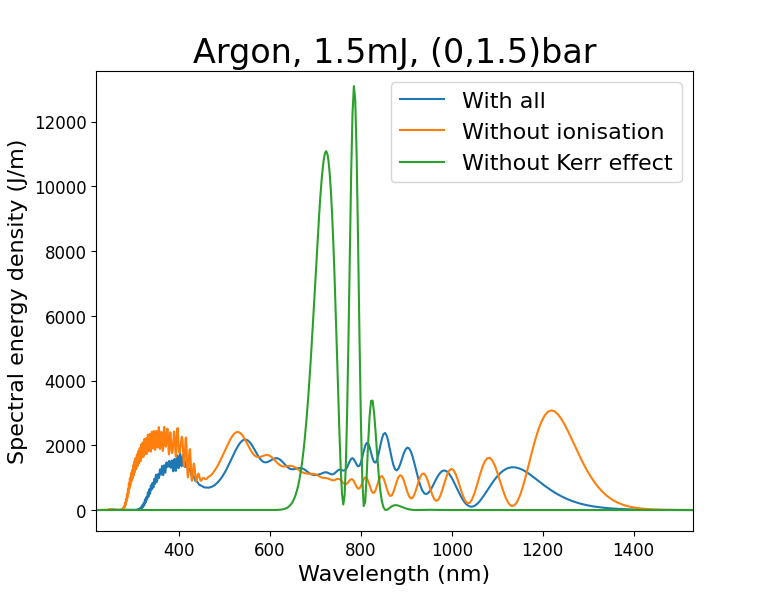 Argon, 1.5mJ, (0,1.5)bar
With all
Without ionisation
Without Kerr effect
Spectral energy density (J/m)
12000
10000
8000
6000
4000
2000
0
400 600 800 1000 1200 1400
Wavelength (nm)